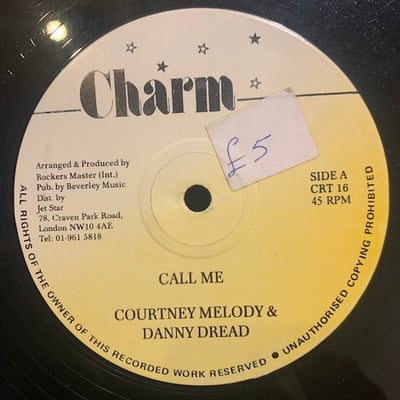 Charm
£5
Arranged & Produced by
Rockers Master (Int.)
Pub. by Beverley Music
Dist. by
Jet Star
78, Craven Park Road,
London NW10 4AE
Tel: 01-961 5818
SIDE A
CRT 16
45 RPM
CALL ME
COURTNEY MELODY &
DANNY DREAD
ALL RIGHTS OF THE OWNER OF THIS RECORDED WORK RESERVED ● UNAUTHORISED COPYING PROHIBITED